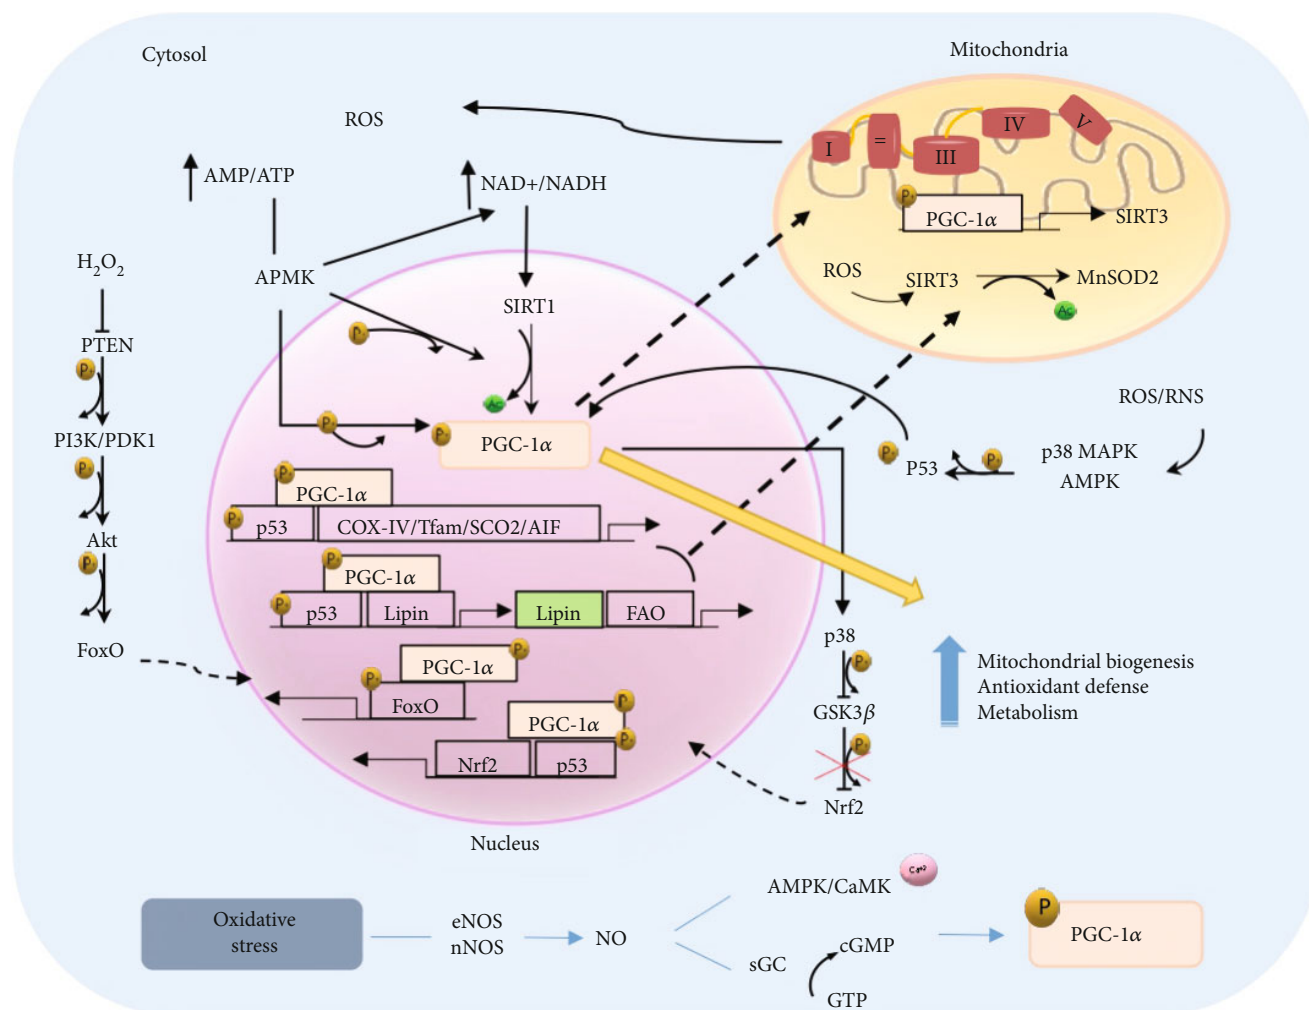 Cytosol
Mitochondria
ROS
AMP/ATP
NAD+/NADH
H₂O₂
APMK
SIRT1
PTEN
P
PI3K/PDK1
P
Akt
P
FoxO
P
Ac
P
P
PGC-1α
I
=
III
IV
V
P
PGC-1α
SIRT3
ROS
SIRT3
MnSOD2
Ac
ROS/RNS
p38 MAPK
AMPK
P
P53
P
P
PGC-1α
P
p53
COX-IV/Tfam/SCO2/AIF
P
PGC-1α
P
p53
Lipin
Lipin
FAO
P
PGC-1α
P
FoxO
P
PGC-1α
P
Nrf2
p53
Nucleus
p38
P
GSK3β
P
Nrf2
Mitochondrial biogenesis
Antioxidant defense
Metabolism
Oxidative
stress
eNOS
nNOS
NO
AMPK/CaMK
Ca+2
sGC
cGMP
GTP
P
PGC-1α